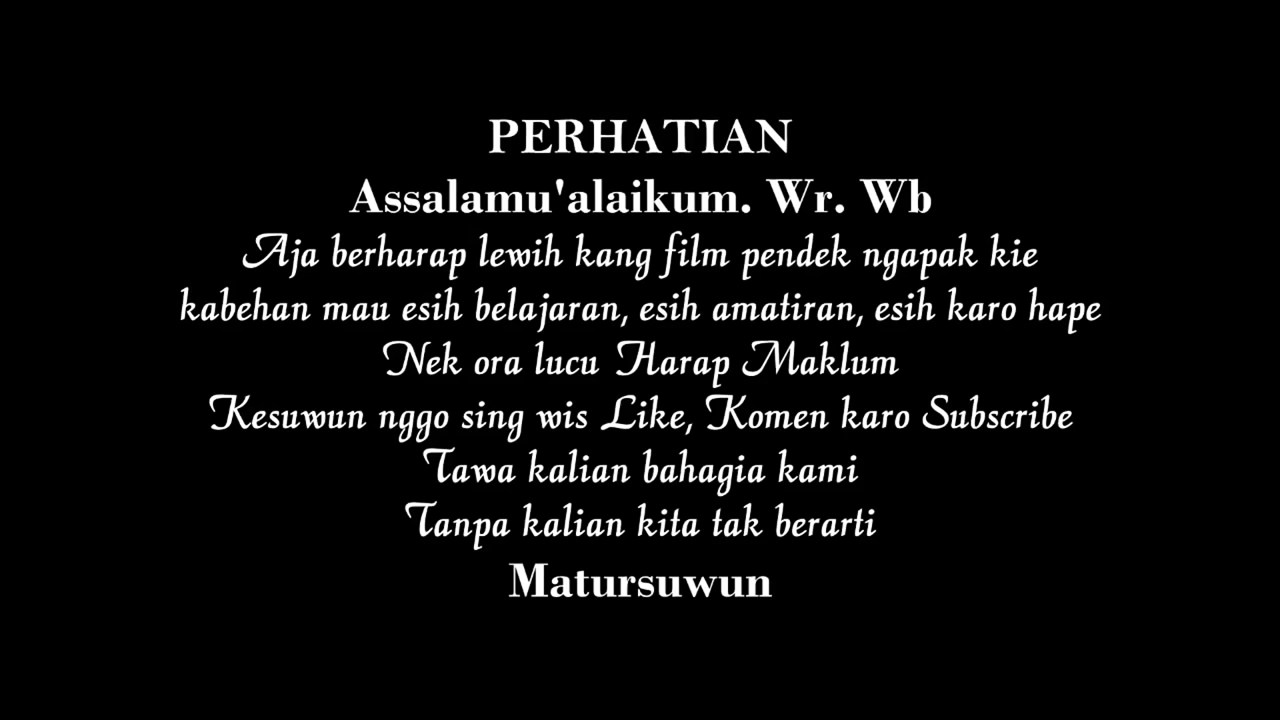 PERHATIAN
Assalamu'alaikum. Wr. Wb
Aja berharap lewih kang film pendek ngapak kie
kabehan mau esih belajaran, esih amatiran, esih karo hape
Nek ora lucu Harap Maklum
Kesuwun nggo sing wis Like, Komen karo Subscribe
Tawa kalian bahagia kami
Tanpa kalian kita tak berarti
Matursuwun